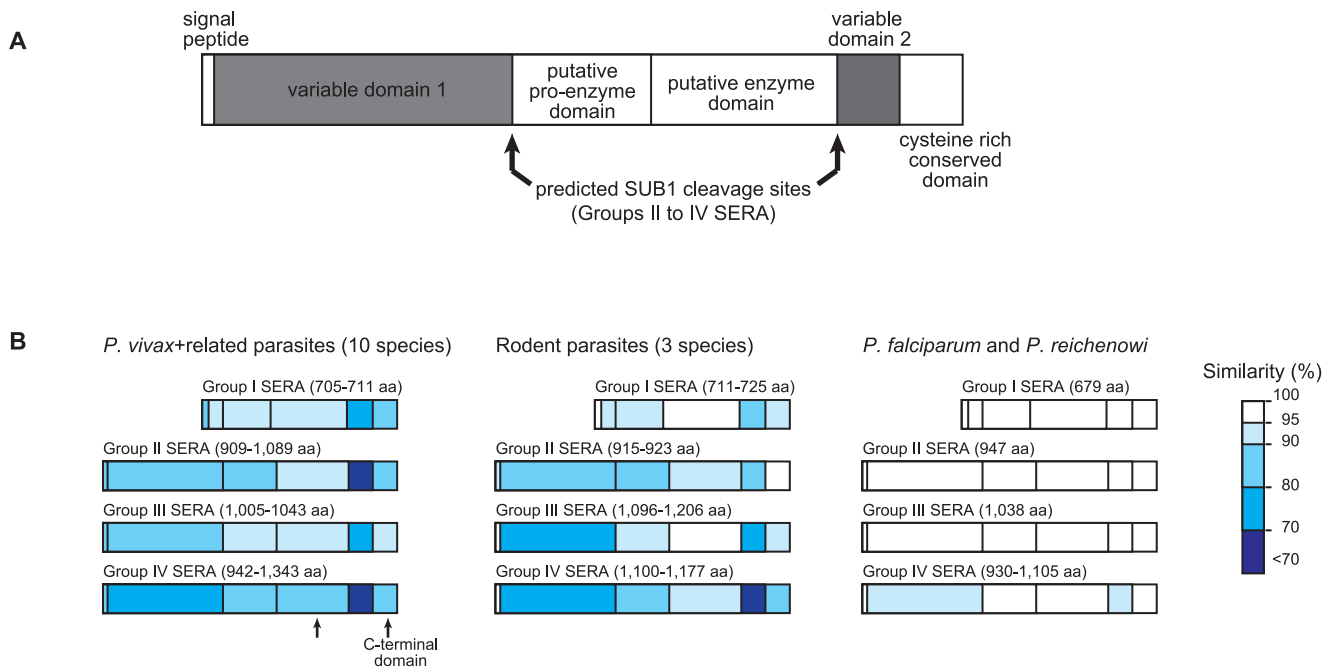 A
signal
peptide
variable domain 1
putative
pro-enzyme
domain
putative enzyme
domain
variable
domain 2
cysteine rich
conserved
domain
predicted SUB1 cleavage sites
(Groups II to IV SERA)
B
P. vivax+related parasites (10 species)
Group I SERA (705-711 aa)
Group II SERA (909-1,089 aa)
Group III SERA (1,005-1043 aa)
Group IV SERA (942-1,343 aa)
C-terminal
domain
Rodent parasites (3 species)
Group I SERA (711-725 aa)
Group II SERA (915-923 aa)
Group III SERA (1,096-1,206 aa)
Group IV SERA (1,100-1,177 aa)
P. falciparum and P. reichenowi
Group I SERA (679 aa)
Group II SERA (947 aa)
Group III SERA (1,038 aa)
Group IV SERA (930-1,105 aa)
Similarity (%)
100
95
90
80
70
<70